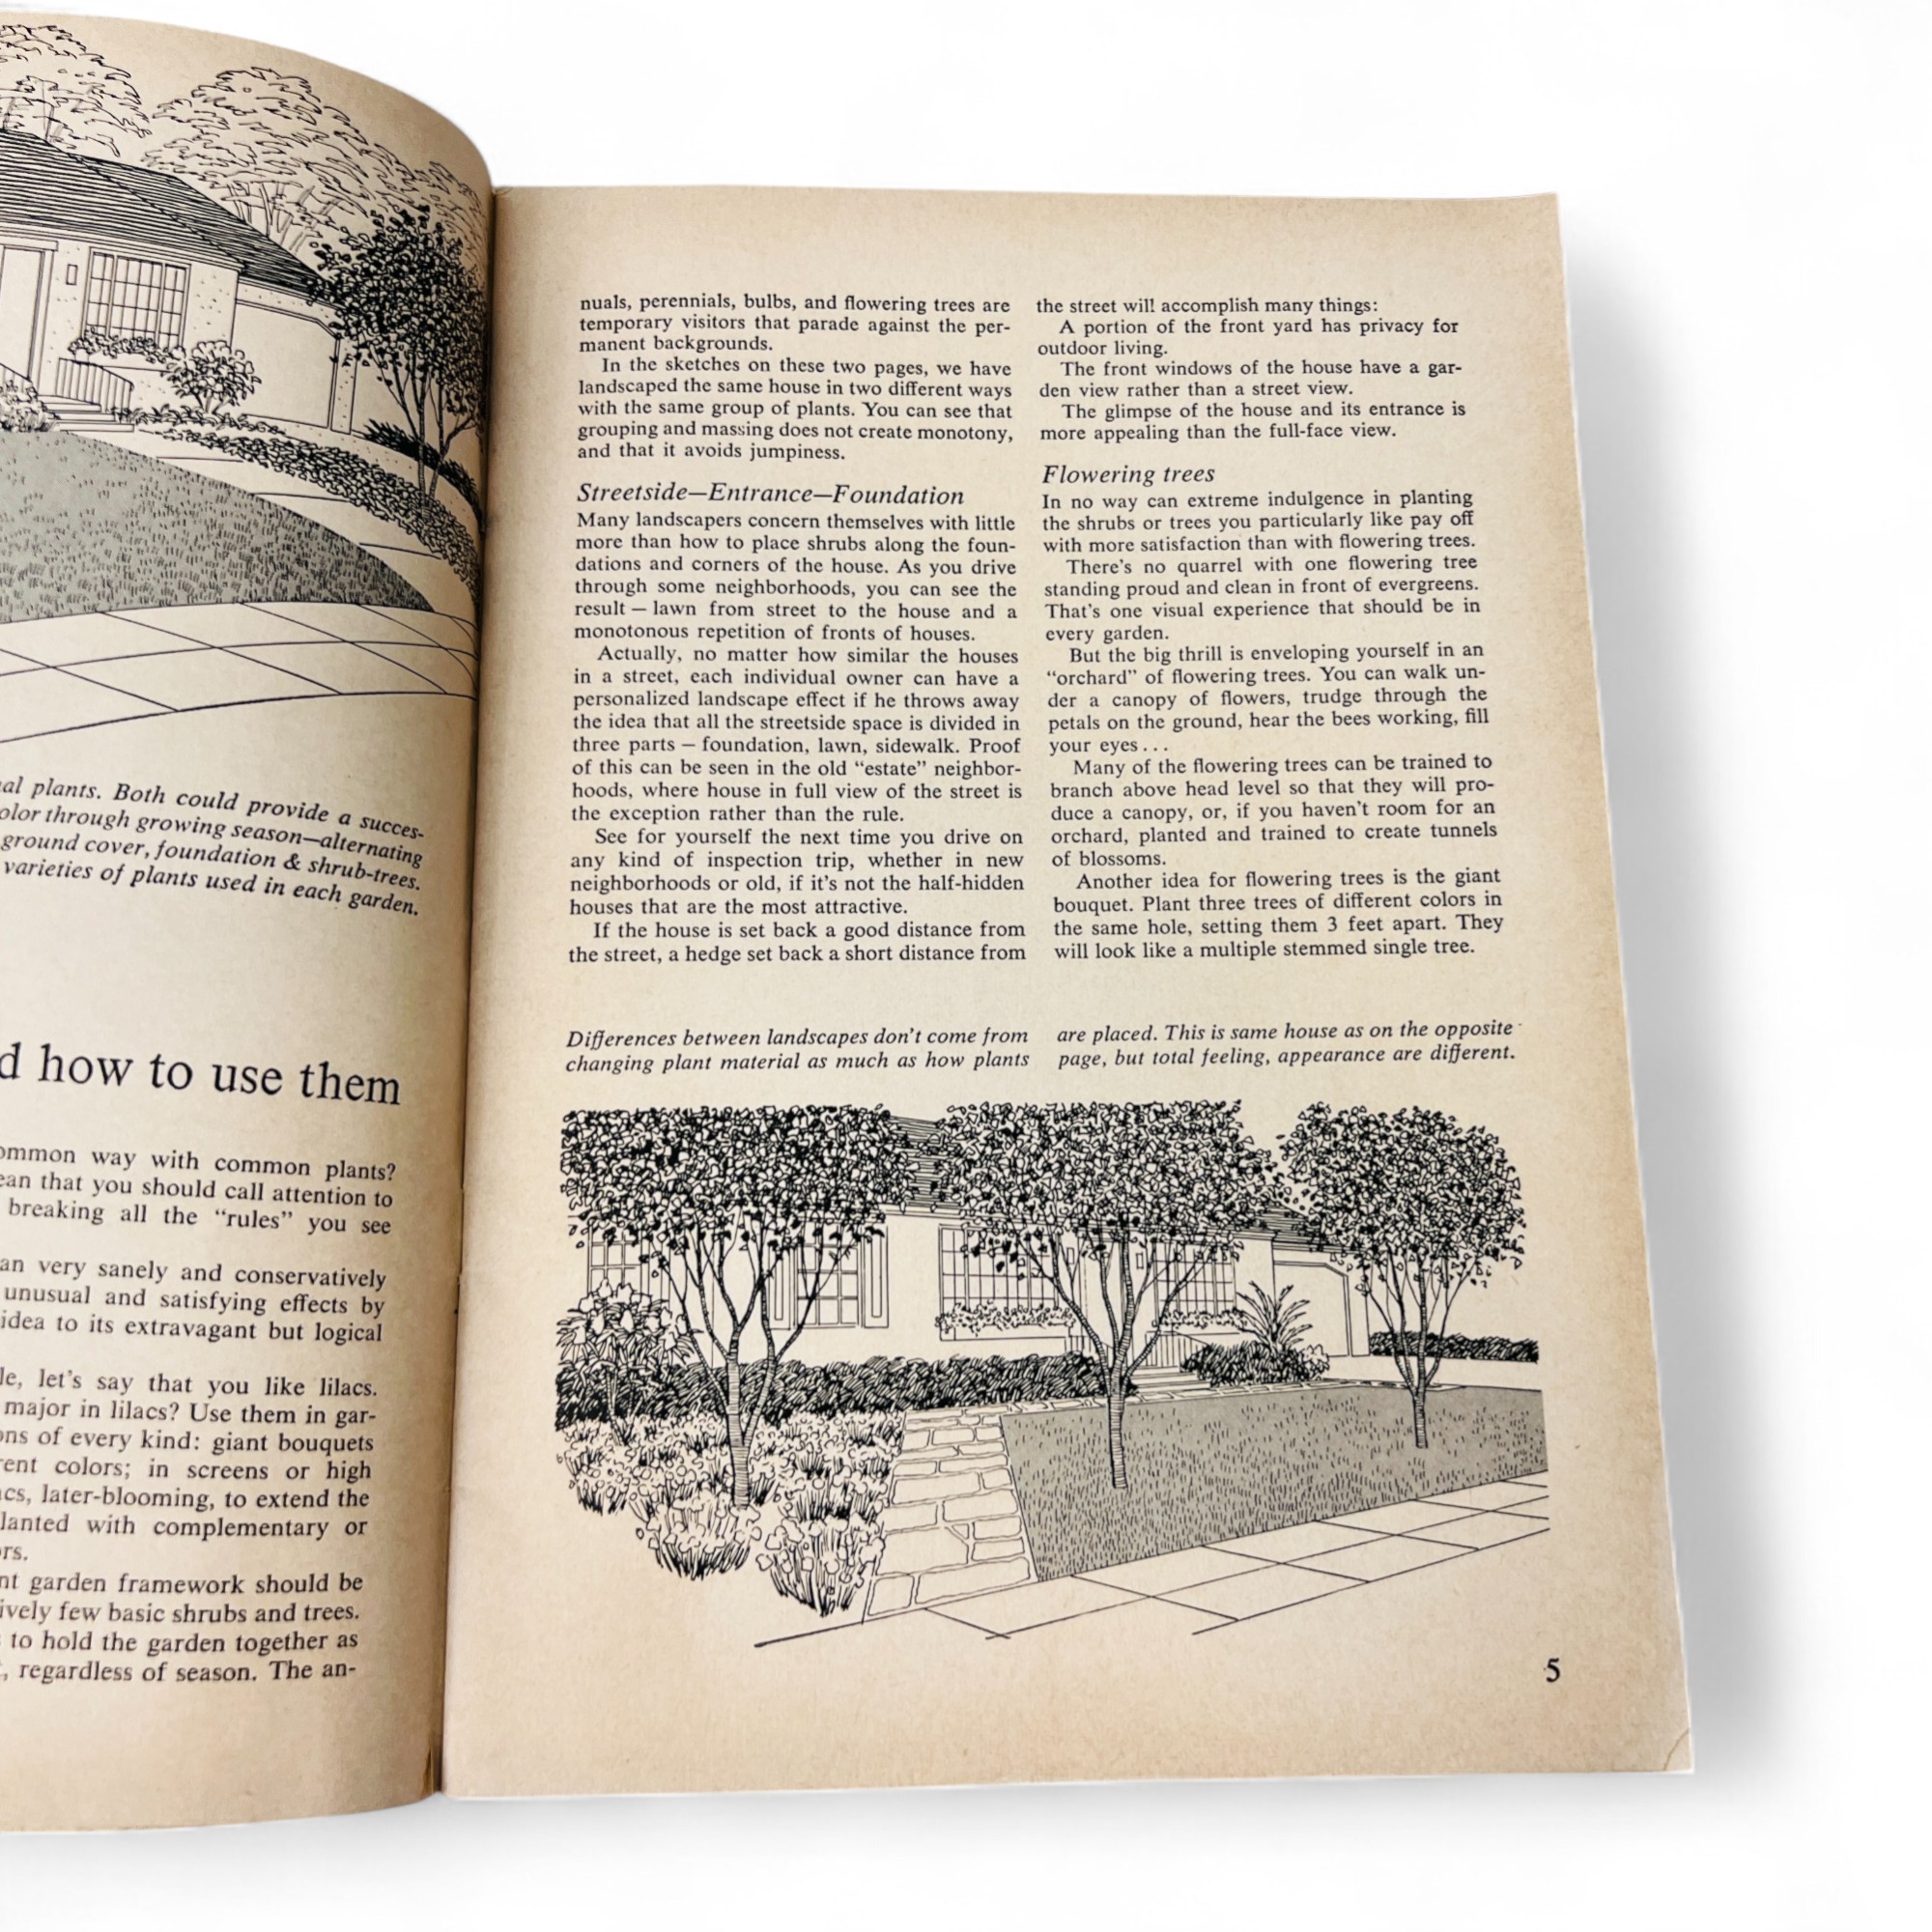 al plants. Both could provide a succes-
olor through growing season—alternating
ground cover, foundation & shrub-trees.
varieties of plants used in each garden.
d how to use them
ommon way with common plants?
ean that you should call attention to
breaking all the "rules" you see
an very sanely and conservatively
unusual and satisfying effects by
idea to its extravagant but logical
le, let's say that you like lilacs.
major in lilacs? Use them in gar-
ons of every kind: giant bouquets
rent colors; in screens or high
acs, later-blooming, to extend the
lanted with complementary or
ors.
nt garden framework should be
ively few basic shrubs and trees.
to hold the garden together as
, regardless of season. The an-
nuals, perennials, bulbs, and flowering trees are
temporary visitors that parade against the per-
manent backgrounds.
In the sketches on these two pages, we have
landscaped the same house in two different ways
with the same group of plants. You can see that
grouping and massing does not create monotony,
and that it avoids jumpiness.
Streetside—Entrance—Foundation
Many landscapers concern themselves with little
more than how to place shrubs along the foun-
dations and corners of the house. As you drive
through some neighborhoods, you can see the
result — lawn from street to the house and a
monotonous repetition of fronts of houses.
Actually, no matter how similar the houses
in a street, each individual owner can have a
personalized landscape effect if he throws away
the idea that all the streetside space is divided in
three parts — foundation, lawn, sidewalk. Proof
of this can be seen in the old "estate" neighbor-
hoods, where house in full view of the street is
the exception rather than the rule.
See for yourself the next time you drive on
any kind of inspection trip, whether in new
neighborhoods or old, if it's not the half-hidden
houses that are the most attractive.
If the house is set back a good distance from
the street, a hedge set back a short distance from
the street will accomplish many things:
A portion of the front yard has privacy for
outdoor living.
The front windows of the house have a gar-
den view rather than a street view.
The glimpse of the house and its entrance is
more appealing than the full-face view.
Flowering trees
In no way can extreme indulgence in planting
the shrubs or trees you particularly like pay off
with more satisfaction than with flowering trees.
There's no quarrel with one flowering tree
standing proud and clean in front of evergreens.
That's one visual experience that should be in
every garden.
But the big thrill is enveloping yourself in an
"orchard" of flowering trees. You can walk un-
der a canopy of flowers, trudge through the
petals on the ground, hear the bees working, fill
your eyes . . .
Many of the flowering trees can be trained to
branch above head level so that they will pro-
duce a canopy, or, if you haven't room for an
orchard, planted and trained to create tunnels
of blossoms.
Another idea for flowering trees is the giant
bouquet. Plant three trees of different colors in
the same hole, setting them 3 feet apart. They
will look like a multiple stemmed single tree.
Differences between landscapes don't come from
changing plant material as much as how plants
are placed. This is same house as on the opposite
page, but total feeling, appearance are different.
5